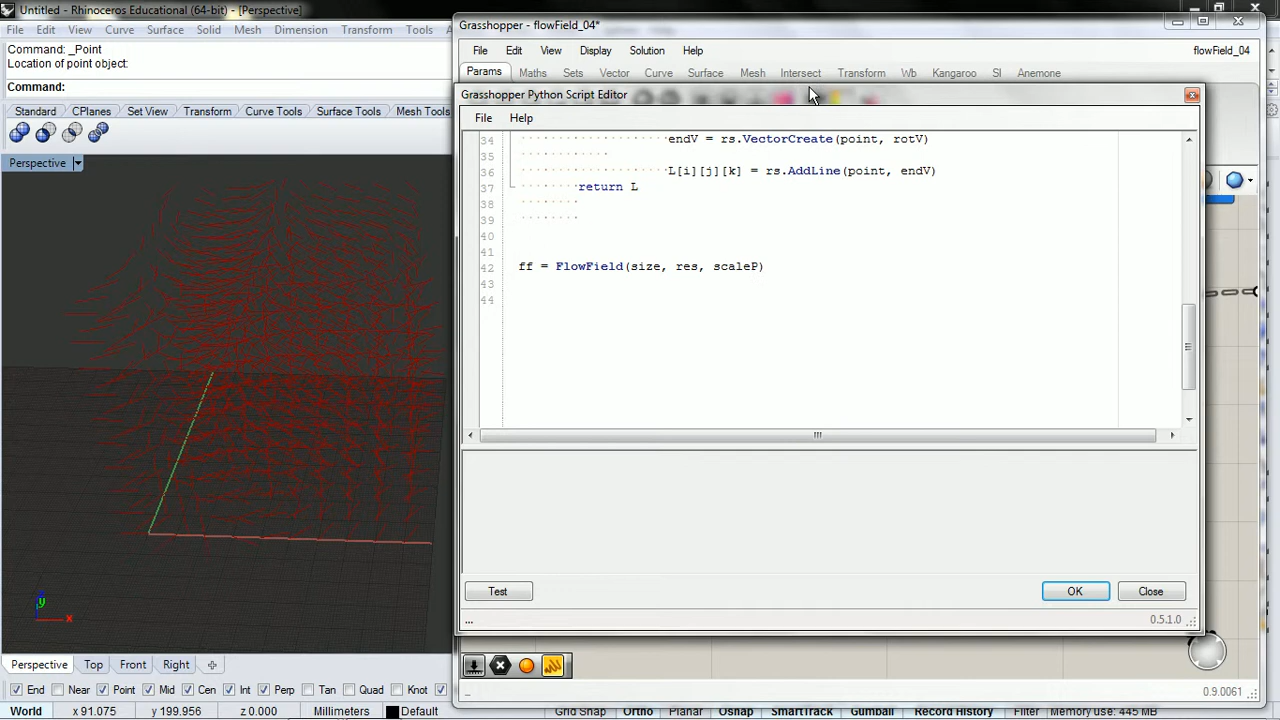 Untitled - Rhinoceros Educational (64-bit) - [Perspective]
File Edit View Curve Surface Solid Mesh Dimension Transform Tools
Command: _Point
Location of point object:
Command:
Standard CPlanes Set View Transform Curve Tools Surface Tools Mesh Tools
Perspective
y
x
Perspective Top Front Right
End Near Point Mid Cen Int Perp Tan Quad Knot
World x 91.075 y 199.956 z 0.000 Millimeters Default Grid Snap Ortho Planar Osnap SmartTrack Gumball Record History Filter Memory use: 445 MB
Grasshopper - flowField_04*
File Edit View Display Solution Help flowField_04
Params Maths Sets Vector Curve Surface Mesh Intersect Transform Wb Kangaroo SI Anemone
Grasshopper Python Script Editor
File Help
34 endV = rs.VectorCreate(point, rotV)
35
36 L[i][j][k] = rs.AddLine(point, endV)
37 return L
38
39
40
41
42 ff = FlowField(size, res, scaleP)
43
44
Test OK Close
... 0.5.1.0
0.9.0061